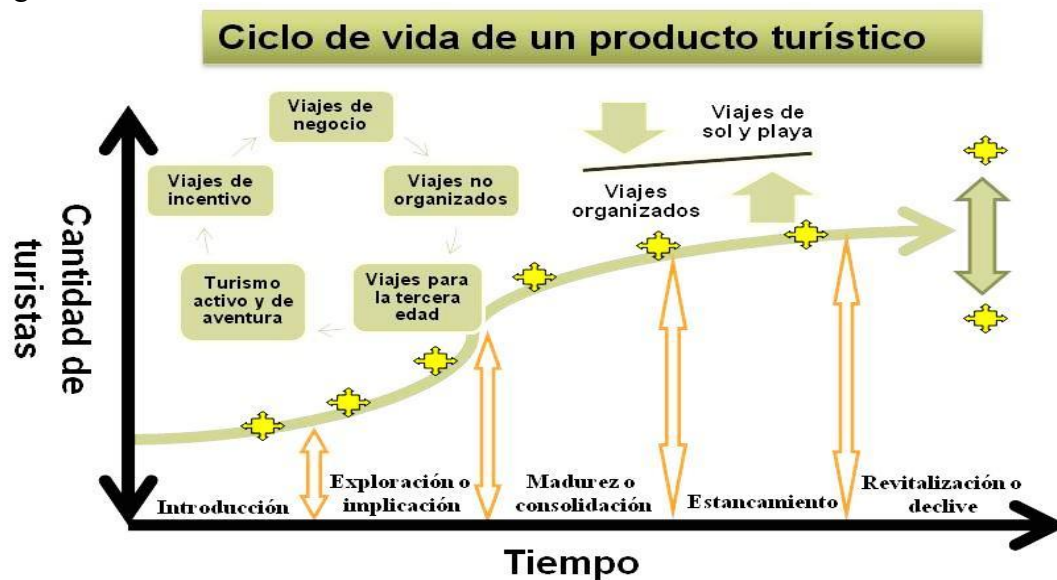 Ciclo de vida de un producto turístico
Cantidad de
turistas
Viajes de
negocio
Viajes de
incentivo
Viajes no
organizados
Turismo
activo y de
aventura
Viajes para
la tercera
edad
Viajes de
sol y playa
Viajes
organizados
Introducción
Exploración o
implicación
Madurez o
consolidación
Estancamiento
Revitalización o
declive
Tiempo